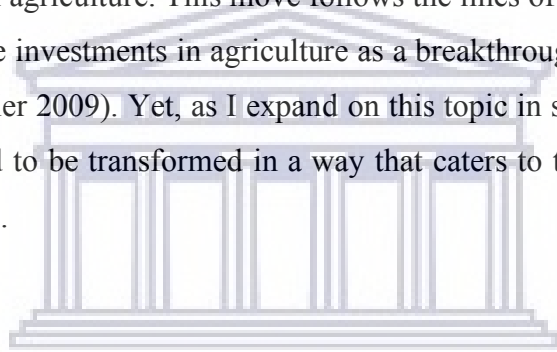 agriculture. This move follows the lines of
investments in agriculture as a breakthroug
er 2009). Yet, as I expand on this topic in s
to be transformed in a way that caters to t
.